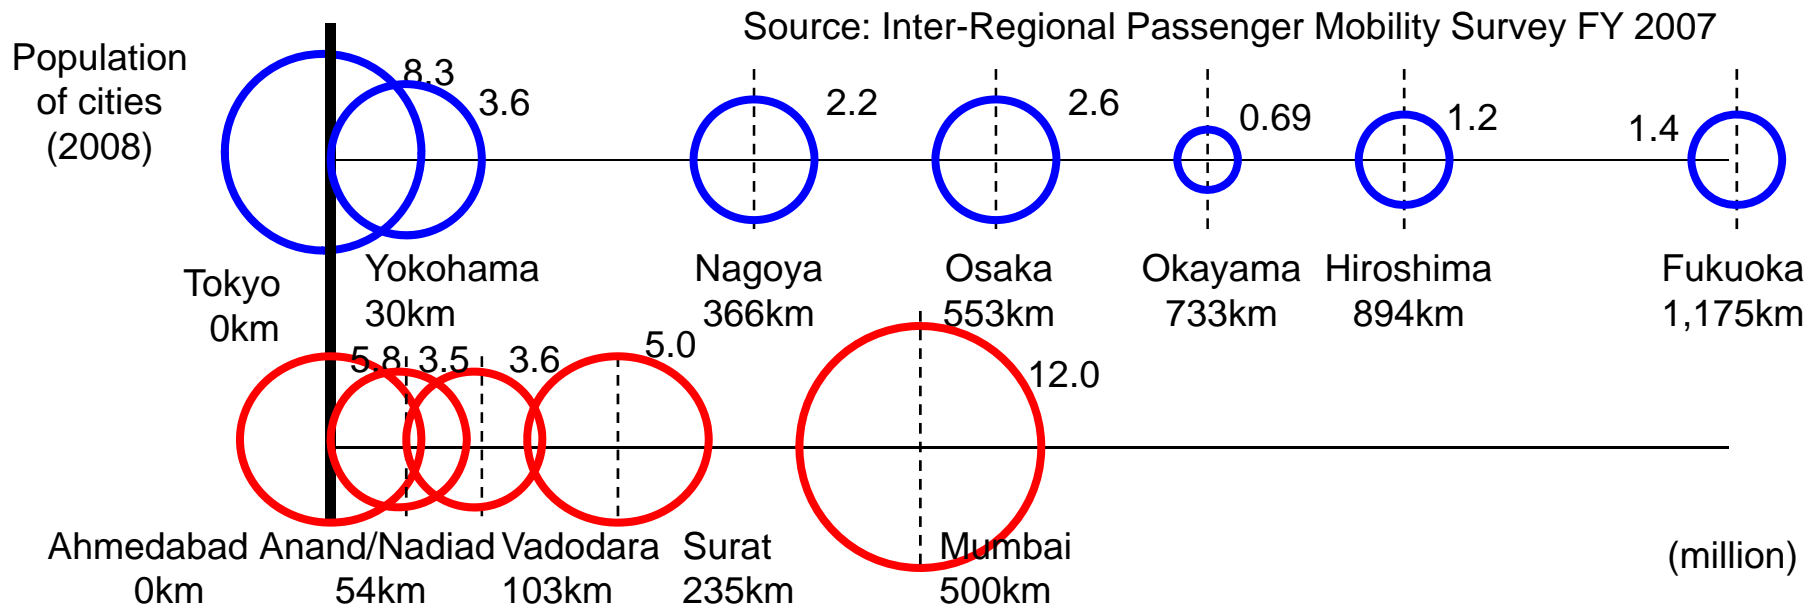 Source: Inter-Regional Passenger Mobility Survey FY 2007
Population
of cities
(2008)
8.3
3.6
2.2
2.6
0.69
1.2
1.4
Tokyo
0km
Yokohama
30km
Nagoya
366km
Osaka
553km
Okayama
733km
Hiroshima
894km
Fukuoka
1,175km
5.8
3.5
3.6
5.0
12.0
Ahmedabad
0km
Anand/Nadiad
54km
Vadodara
103km
Surat
235km
Mumbai
500km
(million)